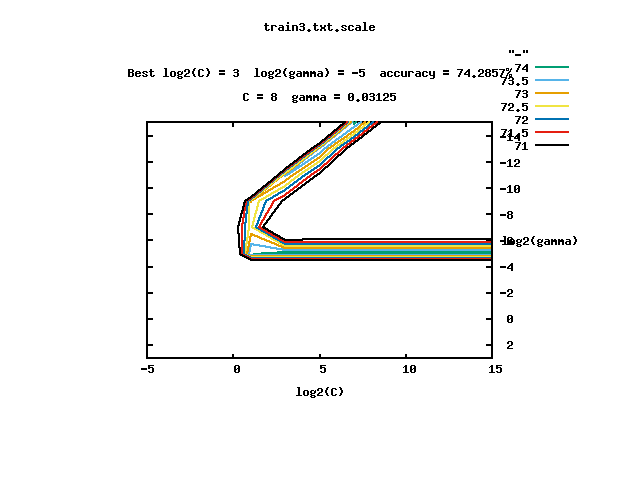 train3.txt.scale
"-"
Best log2(C) = 3  log2(gamma) = -5  accuracy = 74.2857%
74
73.5
73
72.5
72
71.5
71
C = 8  gamma = 0.03125
-14
-12
-10
-8
-6
log2(gamma)
-4
-2
0
2
-5 0 5 10 15
log2(C)